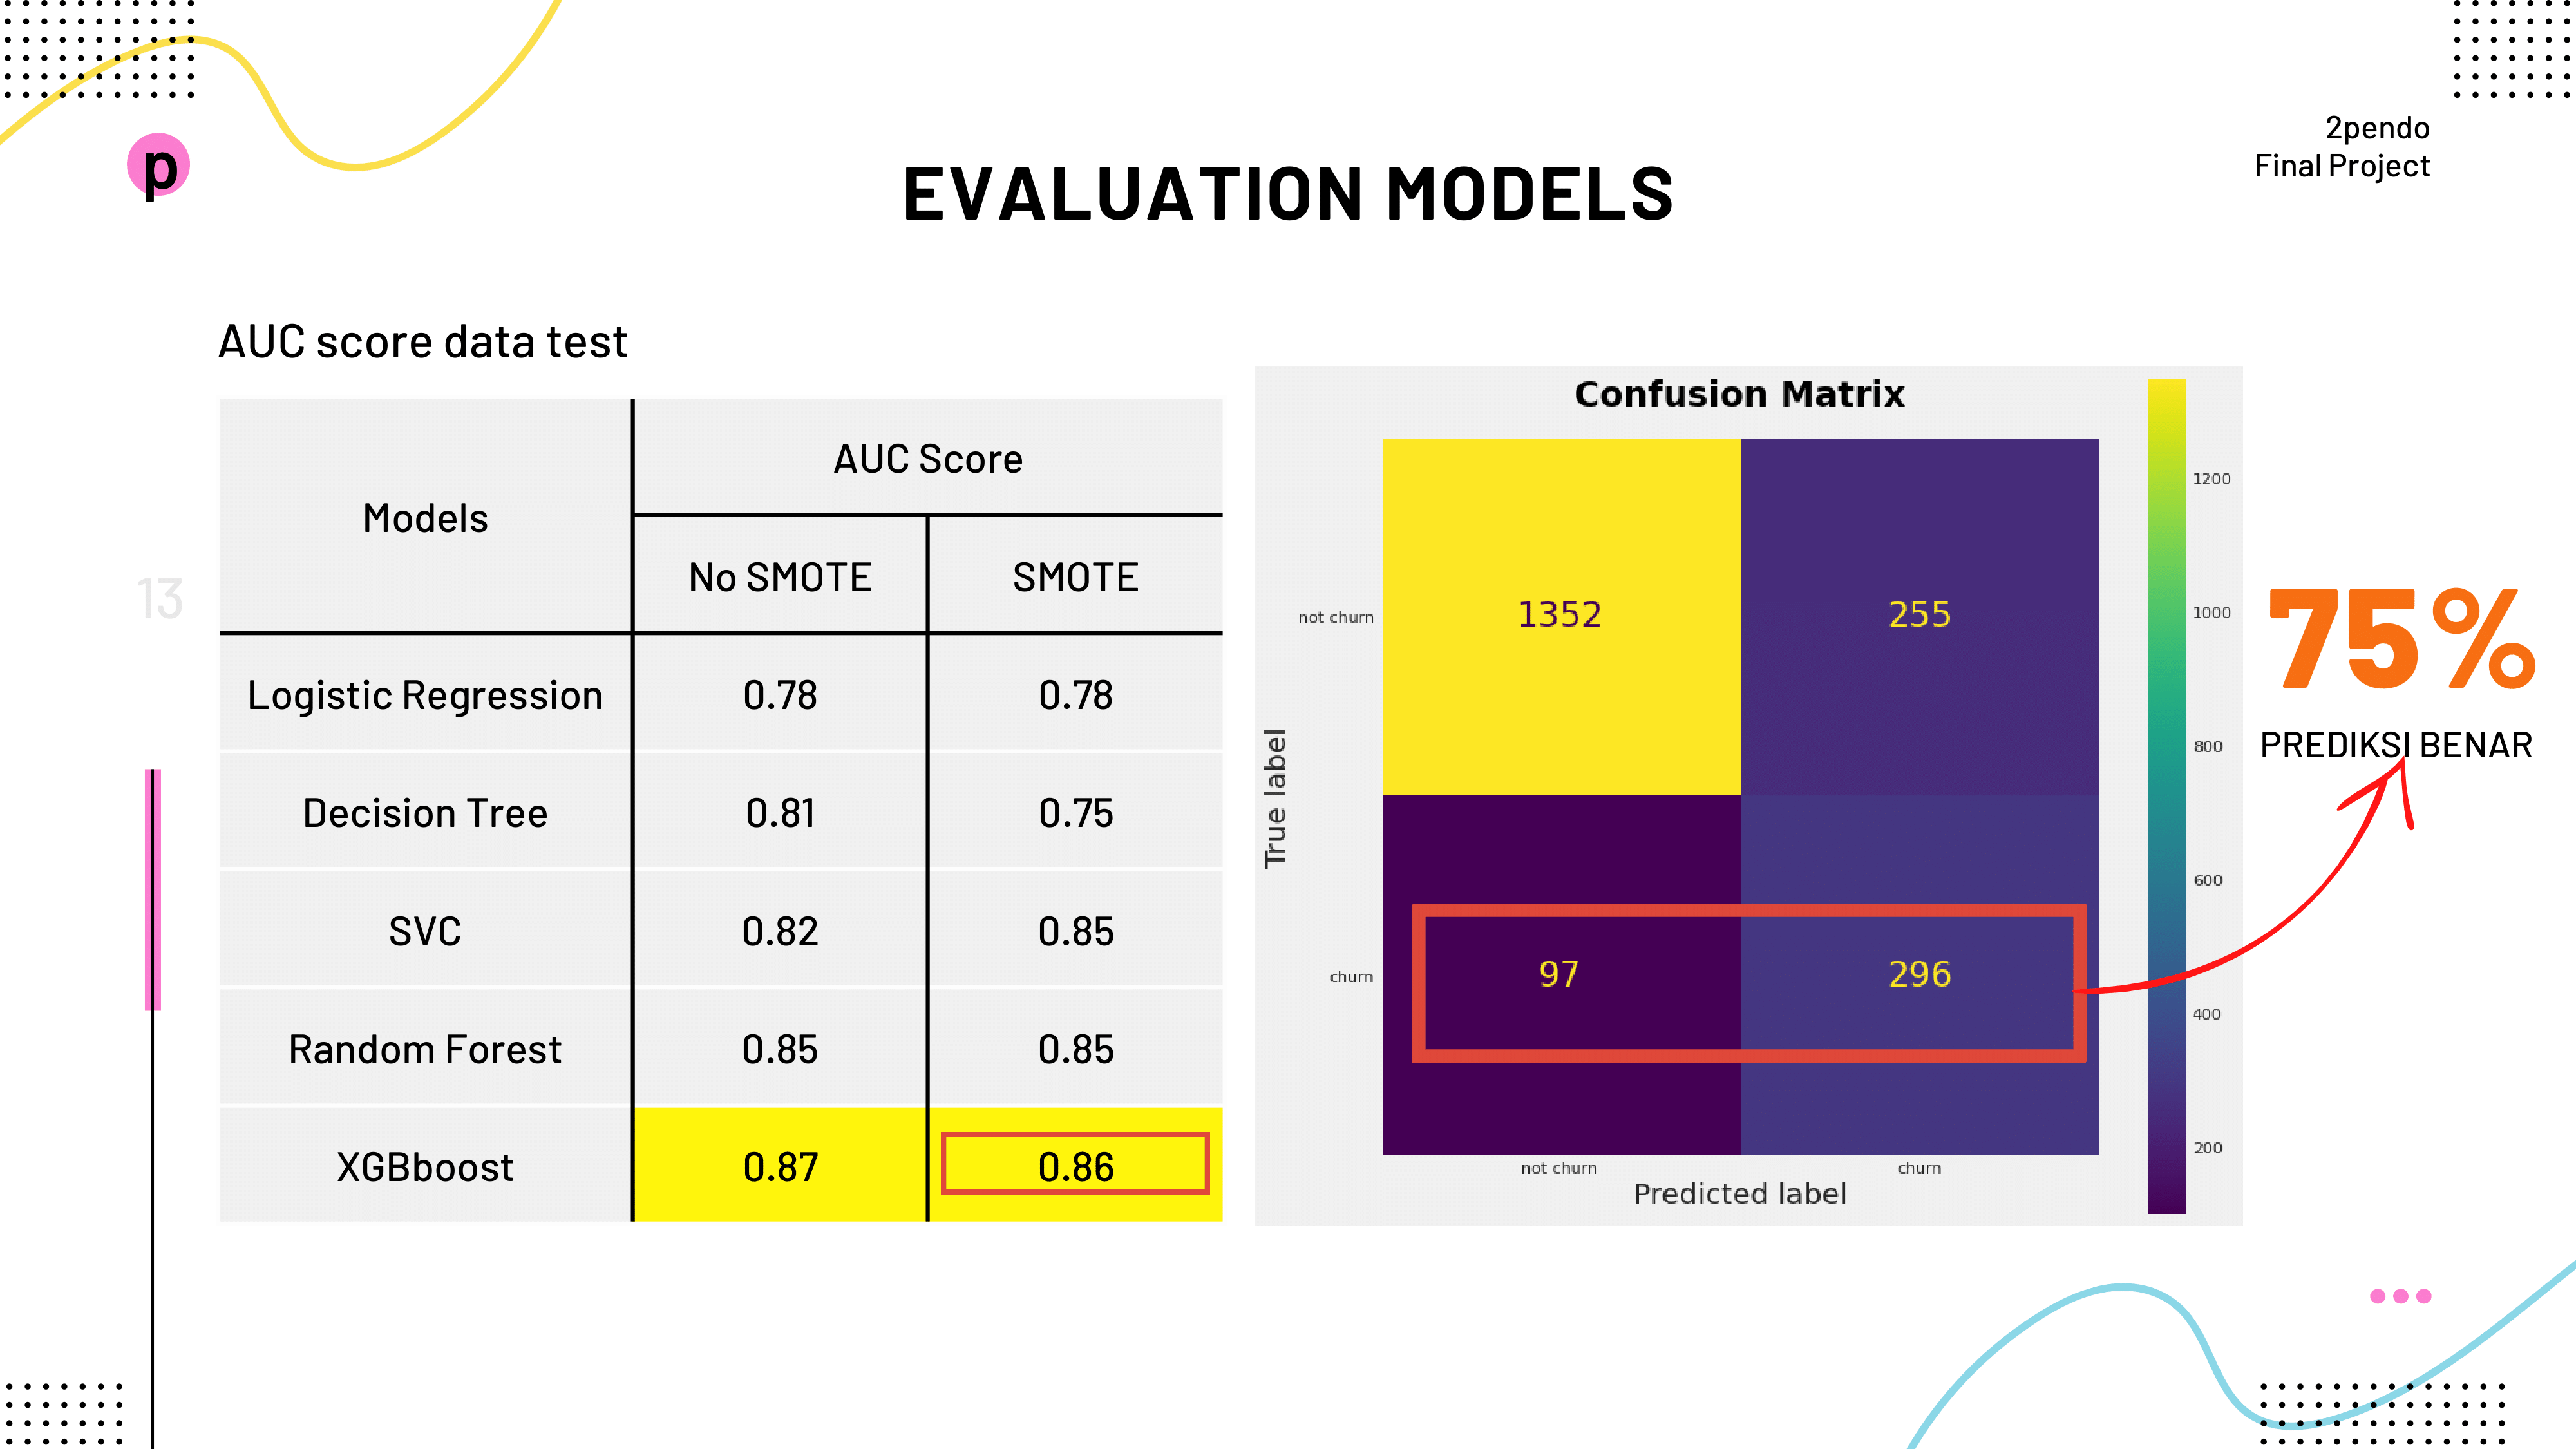 p
2pendo
Final Project
EVALUATION MODELS
13
AUC score data test
Models
AUC Score
No SMOTE
SMOTE
Logistic Regression 0.78 0.78
Decision Tree 0.81 0.75
SVC 0.82 0.85
Random Forest 0.85 0.85
XGBboost 0.87 0.86
Confusion Matrix
True label
not churn
1352 255
churn
97 296
not churn churn
Predicted label
1200
1000
800
600
400
200
75%
PREDIKSI BENAR